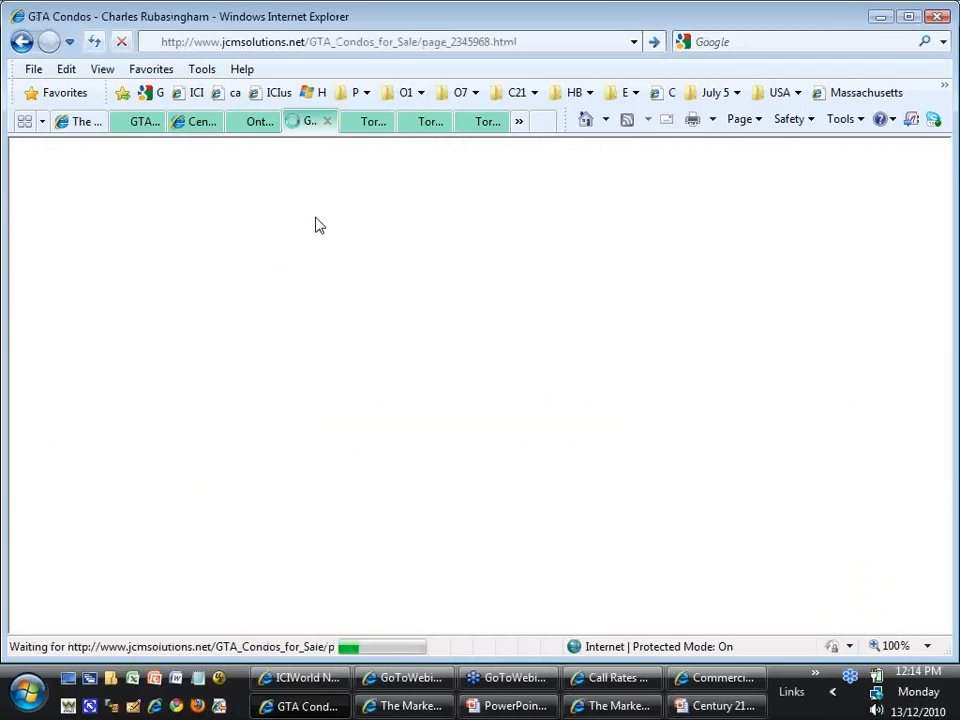 GTA Condos - Charles Rubasingham - Windows Internet Explorer
http://www.jcmsolutions.net/GTA_Condos_for_Sale/page_2345968.html
Google
File Edit View Favorites Tools Help
Favorites G ICI ca ICIus H P O1 O7 C21 HB E C July 5 USA Massachusetts »
The ... GTA... Cen... Ont... G.. Tor... Tor... Tor... » Page Safety Tools
Waiting for http://www.jcmsolutions.net/GTA_Condos_for_Sale/p Internet | Protected Mode: On 100%
ICIWorld N... GoToWebi... GoToWebi... Call Rates ... Commerci... » 12:14 PM
Links Monday
GTA Cond... The Marke... PowerPoin... The Marke... Century 21... 13/12/2010